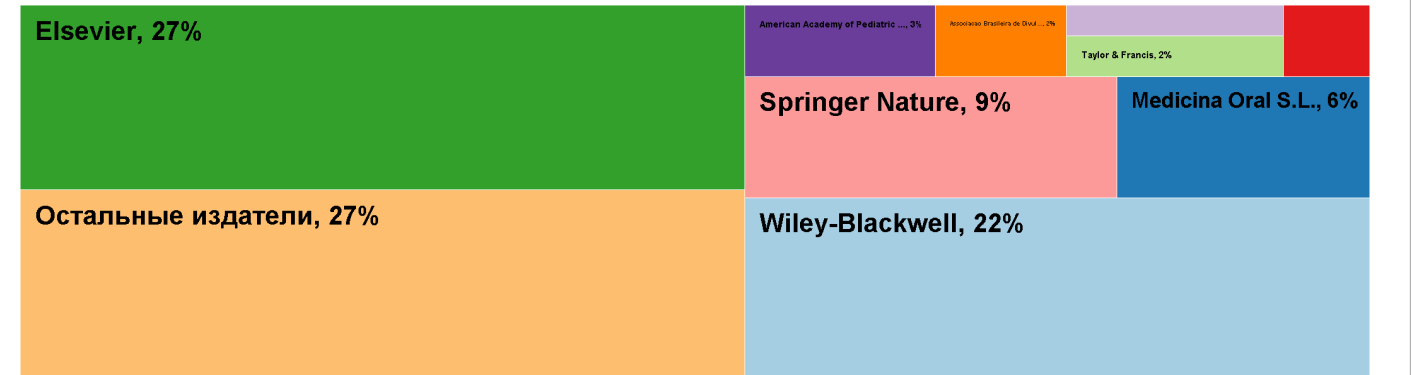 Elsevier, 27%
American Academy of Pediatric ..., 3%
Associacao Brasileira de Divul ..., 2%
Taylor & Francis, 2%
Springer Nature, 9%
Medicina Oral S.L., 6%
Остальные издатели, 27%
Wiley-Blackwell, 22%